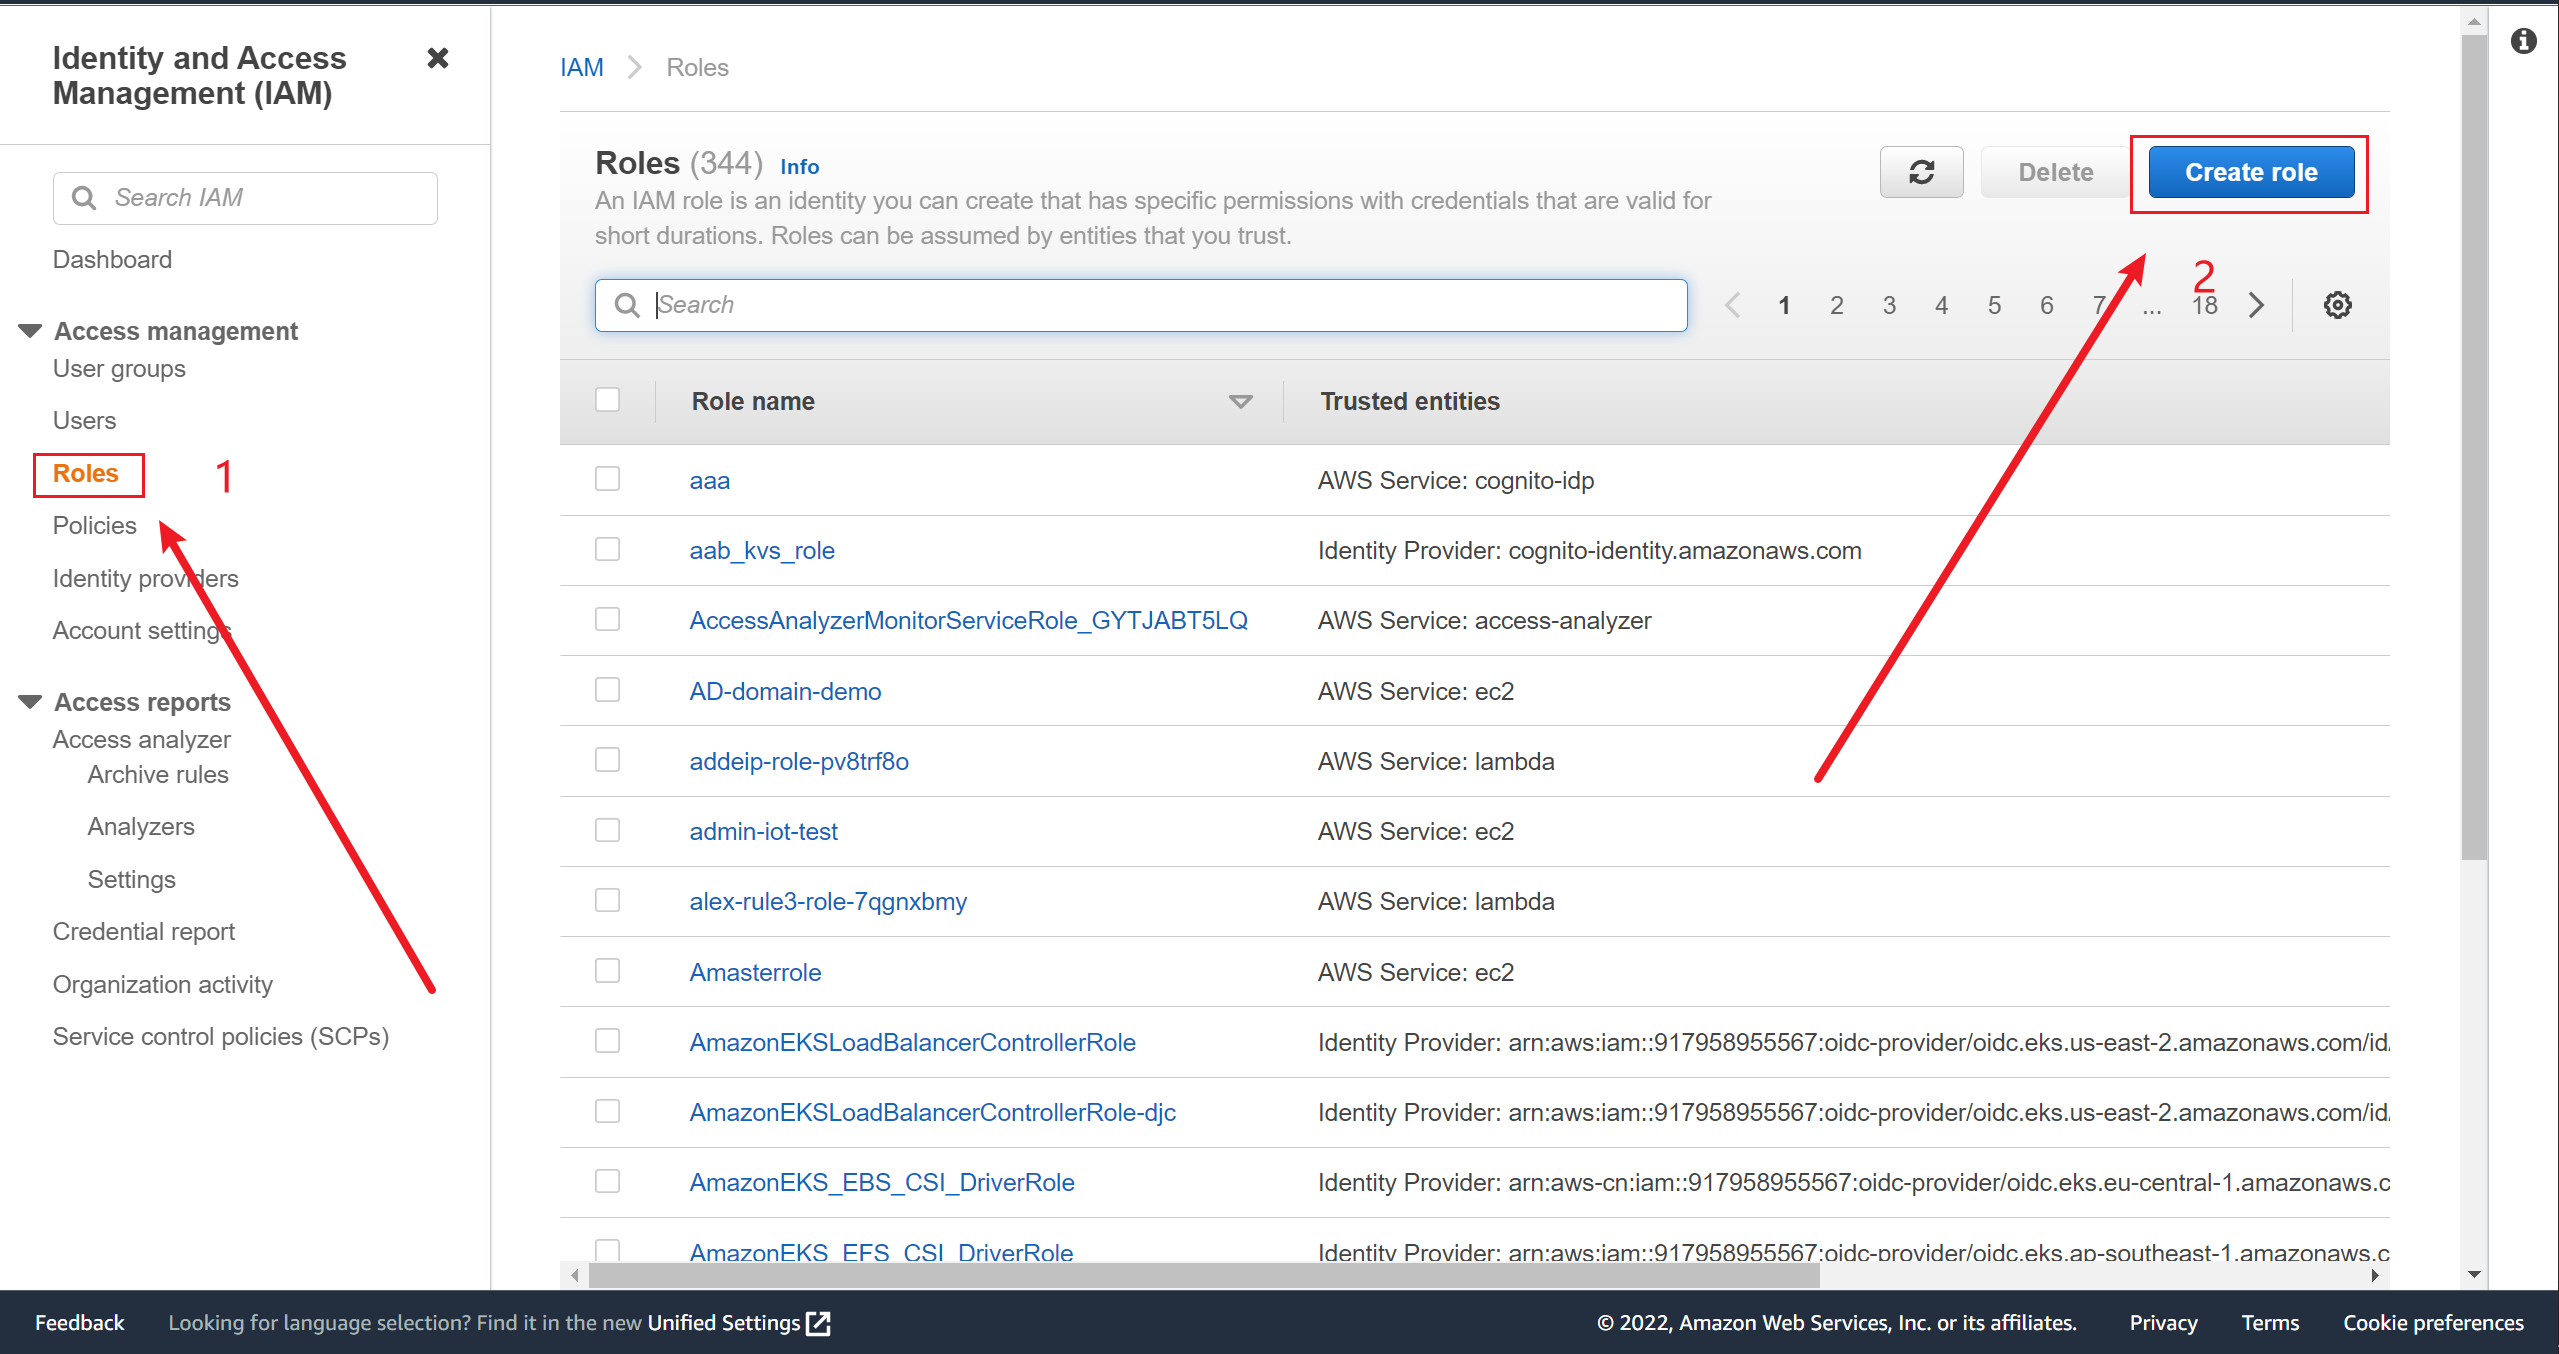 Identity and Access
Management (IAM)
Search IAM
Dashboard
Access management
User groups
Users
Roles
1
Policies
Identity providers
Account settings
Access reports
Access analyzer
Archive rules
Analyzers
Settings
Credential report
Organization activity
Service control policies (SCPs)
IAM Roles
Roles (344) Info
An IAM role is an identity you can create that has specific permissions with credentials that are valid for
short durations. Roles can be assumed by entities that you trust.
Delete
Create role
2
Search
1 2 3 4 5 6 7 ... 18
Role name Trusted entities
aaa AWS Service: cognito-idp
aab_kvs_role Identity Provider: cognito-identity.amazonaws.com
AccessAnalyzerMonitorServiceRole_GYTJABT5LQ AWS Service: access-analyzer
AD-domain-demo AWS Service: ec2
addeip-role-pv8trf8o AWS Service: lambda
admin-iot-test AWS Service: ec2
alex-rule3-role-7qgnxbmy AWS Service: lambda
Amasterrole AWS Service: ec2
AmazonEKSLoadBalancerControllerRole Identity Provider: arn:aws:iam::917958955567:oidc-provider/oidc.eks.us-east-2.amazonaws.com/id/
AmazonEKSLoadBalancerControllerRole-djc Identity Provider: arn:aws:iam::917958955567:oidc-provider/oidc.eks.us-east-2.amazonaws.com/id/
AmazonEKS_EBS_CSI_DriverRole Identity Provider: arn:aws-cn:iam::917958955567:oidc-provider/oidc.eks.eu-central-1.amazonaws.c
AmazonEKS_EFS_CSI_DriverRole Identity Provider: arn:aws:iam::917958955567:oidc-provider/oidc.eks.ap-southeast-1.amazonaws.c
Feedback Looking for language selection? Find it in the new Unified Settings
© 2022, Amazon Web Services, Inc. or its affiliates. Privacy Terms Cookie preferences